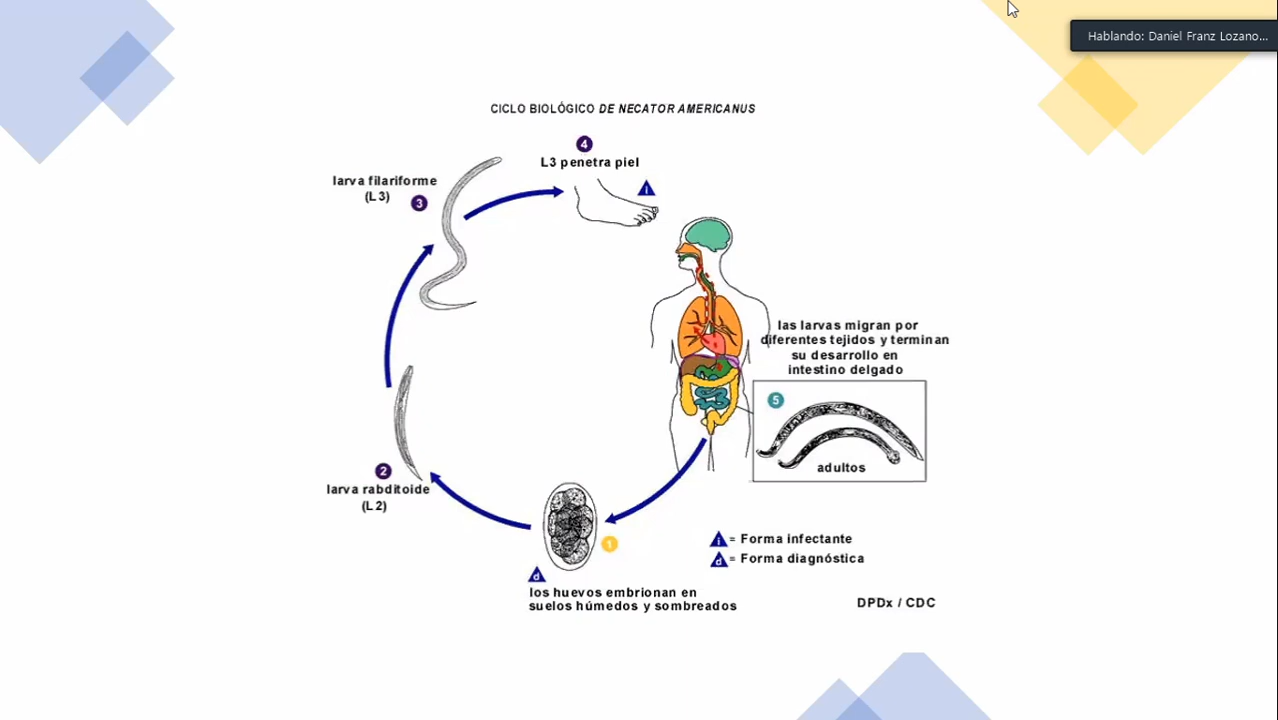 Hablando: Daniel Franz Lozano...
CICLO BIOLÓGICO DE NECATOR AMERICANUS
4
L3 penetra piel
i
larva filariforme
(L3)
3
las larvas migran por
diferentes tejidos y terminan
su desarrollo en
intestino delgado
5
adultos
2
larva rabditoide
(L2)
1
d
los huevos embrionan en
suelos húmedos y sombreados
i = Forma infectante
d = Forma diagnóstica
DPDx / CDC